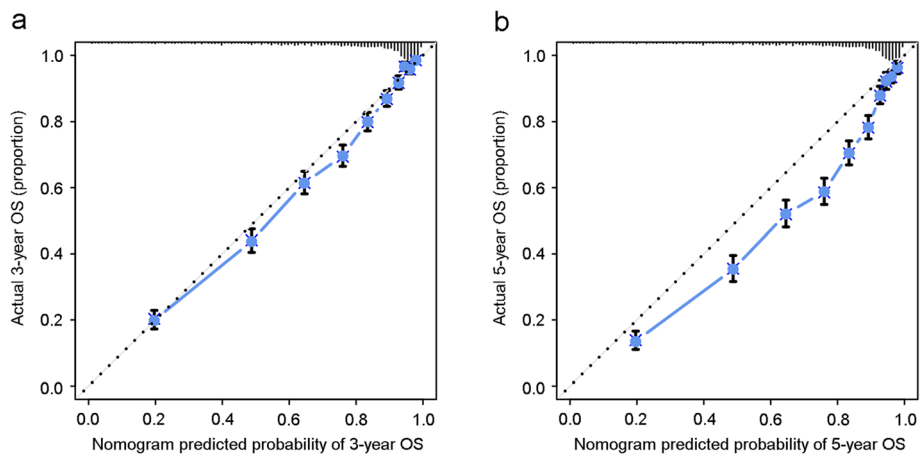 a
b
Actual 3-year OS (proportion)
1.0
0.8
0.6
0.4
0.2
0.0
0.0 0.2 0.4 0.6 0.8 1.0
Nomogram predicted probability of 3-year OS
Actual 5-year OS (proportion)
1.0
0.8
0.6
0.4
0.2
0.0
0.0 0.2 0.4 0.6 0.8 1.0
Nomogram predicted probability of 5-year OS